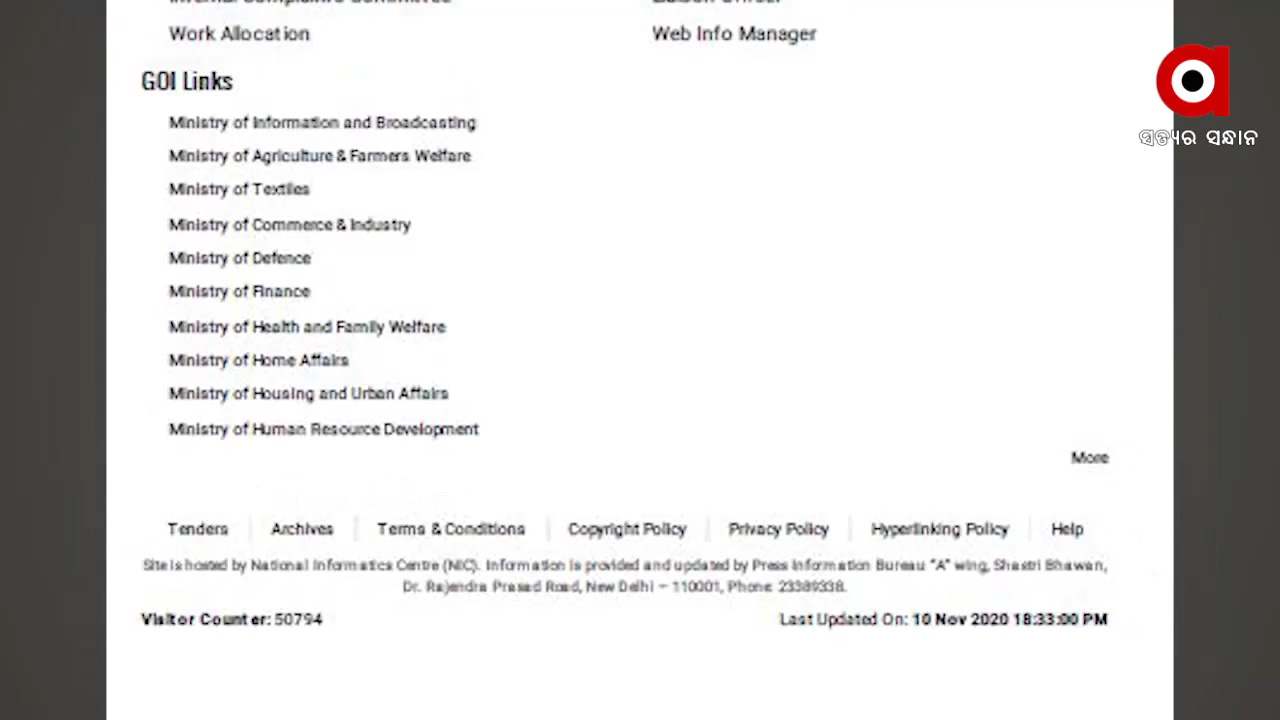 Work Allocation
Web Info Manager
GOI Links
Ministry of Information and Broadcasting
Ministry of Agriculture & Farmers Welfare
Ministry of Textiles
Ministry of Commerce & Industry
Ministry of Defence
Ministry of Finance
Ministry of Health and Family Welfare
Ministry of Home Affairs
Ministry of Housing and Urban Affairs
Ministry of Human Resource Development
More
Tenders Archives Terms & Conditions Copyright Policy Privacy Policy Hyperlinking Policy Help
Site is hosted by National Informatics Centre (NIC). Information is provided and updated by Press Information Bureau "A" wing, Shastri Bhawan,
Dr. Rajendra Prasad Road, New Delhi – 110001, Phone: 23389338.
Visitor Counter: 50794
Last Updated On: 10 Nov 2020 18:33:00 PM
ସତ୍ୟର ସନ୍ଧାନ